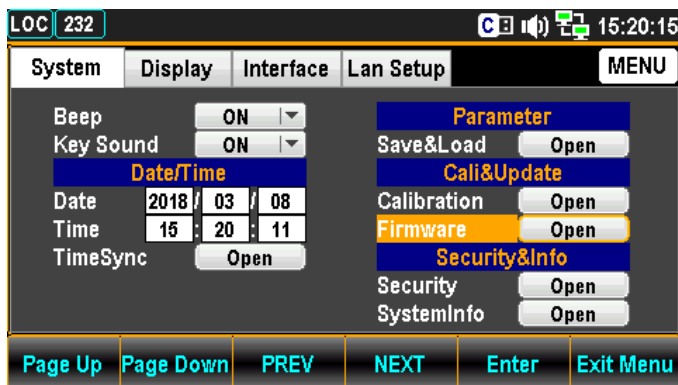 LOC 232 C 15:20:15
System Display Interface Lan Setup MENU
Beep ON
Key Sound ON
Date/Time
Date 2018 / 03 / 08
Time 15 : 20 : 11
TimeSync Open
Parameter
Save&Load Open
Cali&Update
Calibration Open
Firmware Open
Security&Info
Security Open
SystemInfo Open
Page Up Page Down PREV NEXT Enter Exit Menu